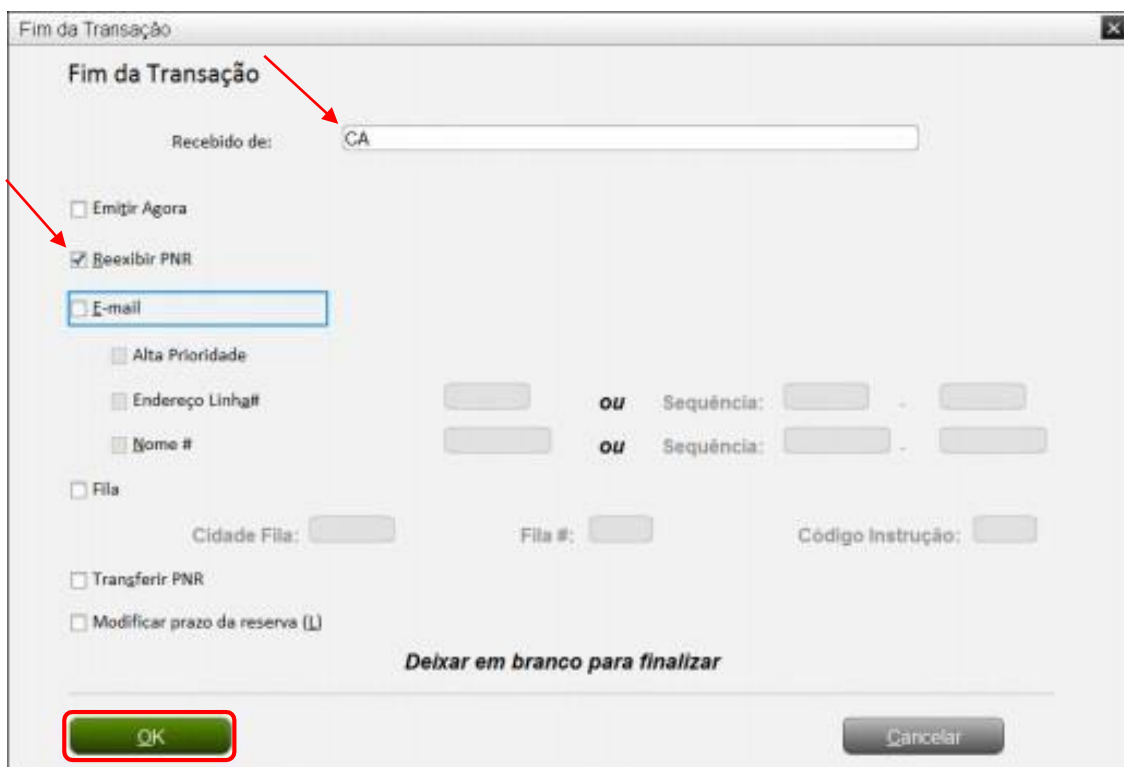 Fim da Transação
Fim da Transação
Recebido de: CA
Emitir Agora
Reexibir PNR
E-mail
Alta Prioridade
Endereço Linha# ou Sequência: -
Nome # ou Sequência: -
Fila
Cidade Fila: Fila #: Código Instrução:
Transferir PNR
Modificar prazo da reserva (L)
Deixar em branco para finalizar
OK Cancelar